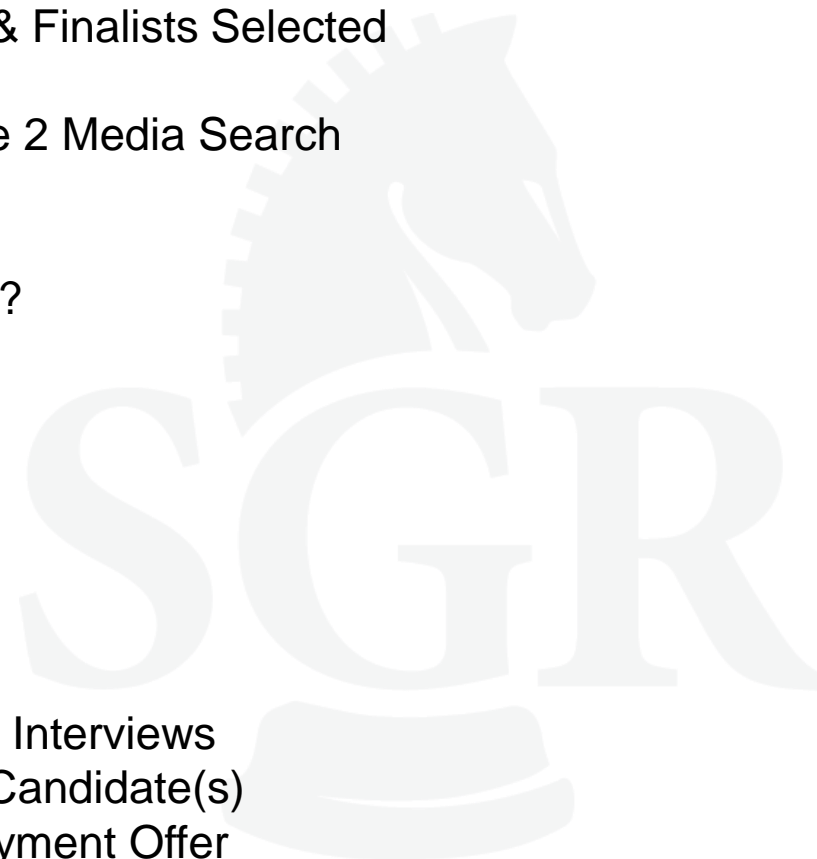 & Finalists Selected
e 2 Media Search
?
SGR
Interviews
Candidate(s)
yment Offer